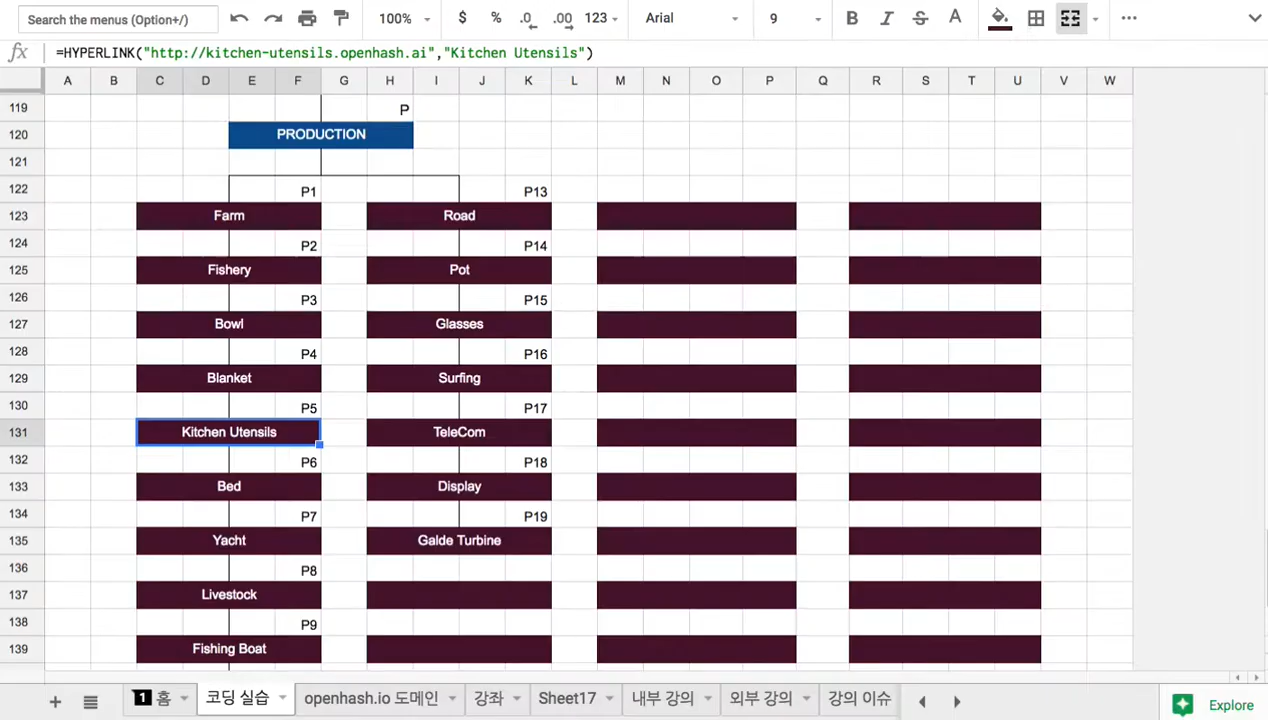 Search the menus (Option+/) 100% $ % .0 .00 123 Arial 9 B I S A
fx =HYPERLINK("http://kitchen-utensils.openhash.ai","Kitchen Utensils")
A B C D E F G H I J K L M N O P Q R S T U V W
119 P
120 PRODUCTION
121
122 P1 P13
123 Farm Road
124 P2 P14
125 Fishery Pot
126 P3 P15
127 Bowl Glasses
128 P4 P16
129 Blanket Surfing
130 P5 P17
131 Kitchen Utensils TeleCom
132 P6 P18
133 Bed Display
134 P7 P19
135 Yacht Galde Turbine
136 P8
137 Livestock
138 P9
139 Fishing Boat
1 홈 코딩 실습 openhash.io 도메인 강좌 Sheet17 내부 강의 외부 강의 강의 이슈 Explore